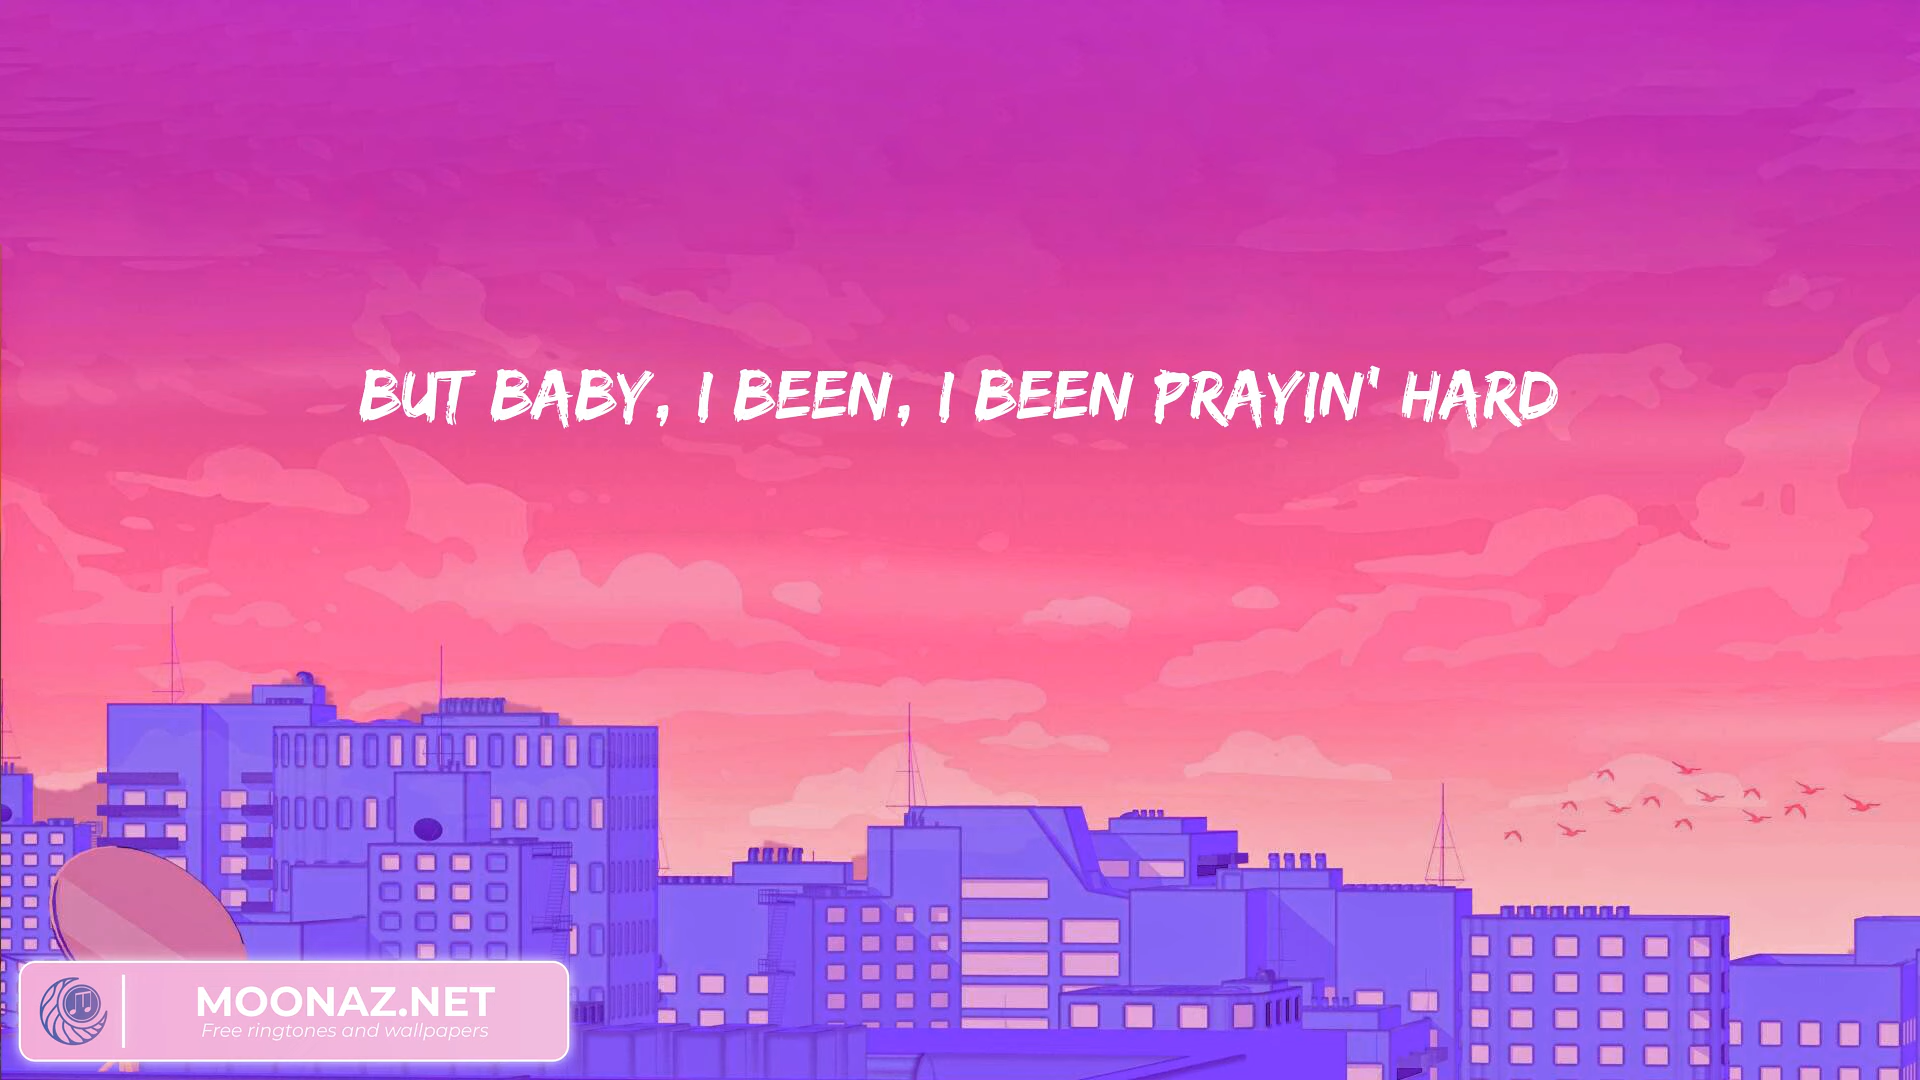 BUT BABY, I BEEN, I BEEN PRAYIN' HARD
MOONAZ.NET
Free ringtones and wallpapers